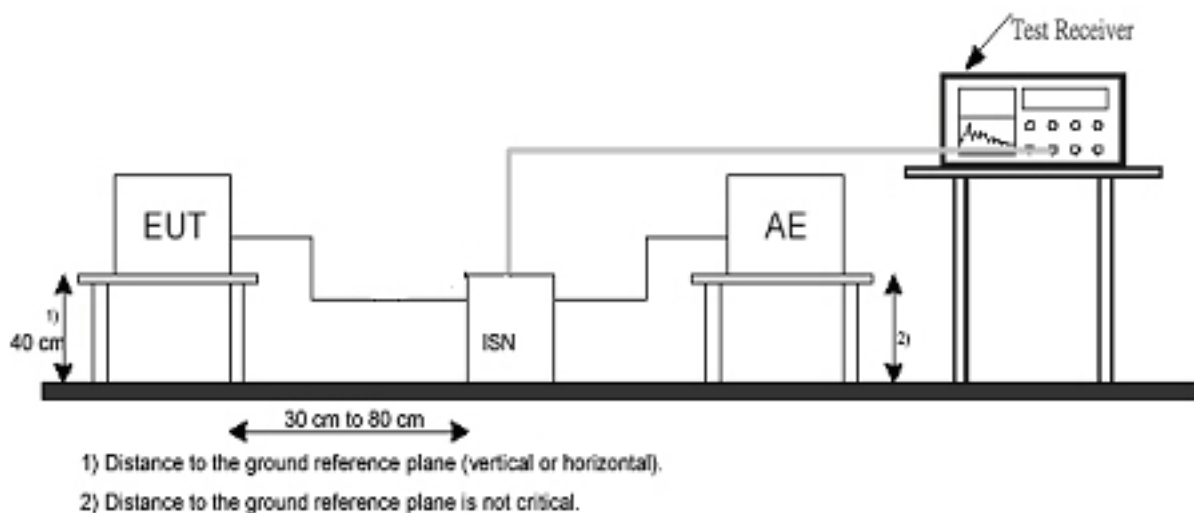 Test Receiver
EUT
AE
1)
40 cm
ISN
2)
30 cm to 80 cm
1) Distance to the ground reference plane (vertical or horizontal).
2) Distance to the ground reference plane is not critical.